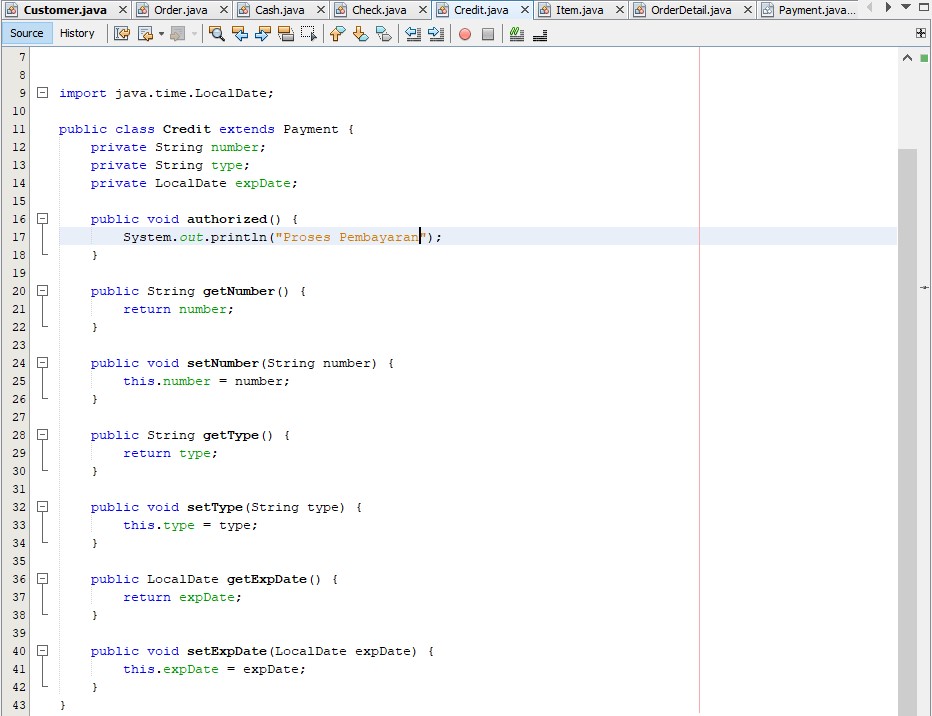 Customer.java Order.java Cash.java Check.java Credit.java Item.java OrderDetail.java Payment.java...
Source History
7
8
9 import java.time.LocalDate;
10
11 public class Credit extends Payment {
12 private String number;
13 private String type;
14 private LocalDate expDate;
15
16 public void authorized() {
17 System.out.println("Proses Pembayaran");
18 }
19
20 public String getNumber() {
21 return number;
22 }
23
24 public void setNumber(String number) {
25 this.number = number;
26 }
27
28 public String getType() {
29 return type;
30 }
31
32 public void setType(String type) {
33 this.type = type;
34 }
35
36 public LocalDate getExpDate() {
37 return expDate;
38 }
39
40 public void setExpDate(LocalDate expDate) {
41 this.expDate = expDate;
42 }
43 }